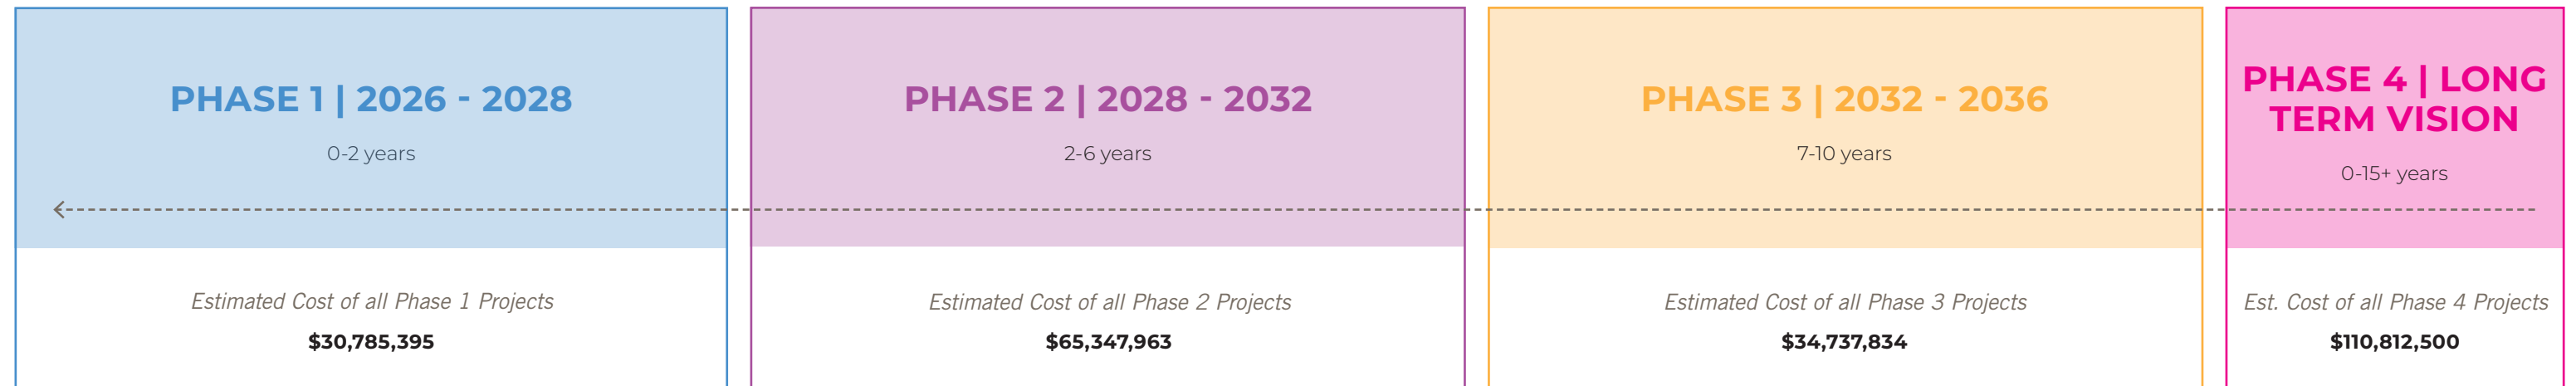 PHASE 1 | 2026 - 2028
0-2 years
Estimated Cost of all Phase 1 Projects
$30,785,395
PHASE 2 | 2028 - 2032
2-6 years
Estimated Cost of all Phase 2 Projects
$65,347,963
PHASE 3 | 2032 - 2036
7-10 years
Estimated Cost of all Phase 3 Projects
$34,737,834
PHASE 4 | LONG
TERM VISION
0-15+ years
Est. Cost of all Phase 4 Projects
$110,812,500